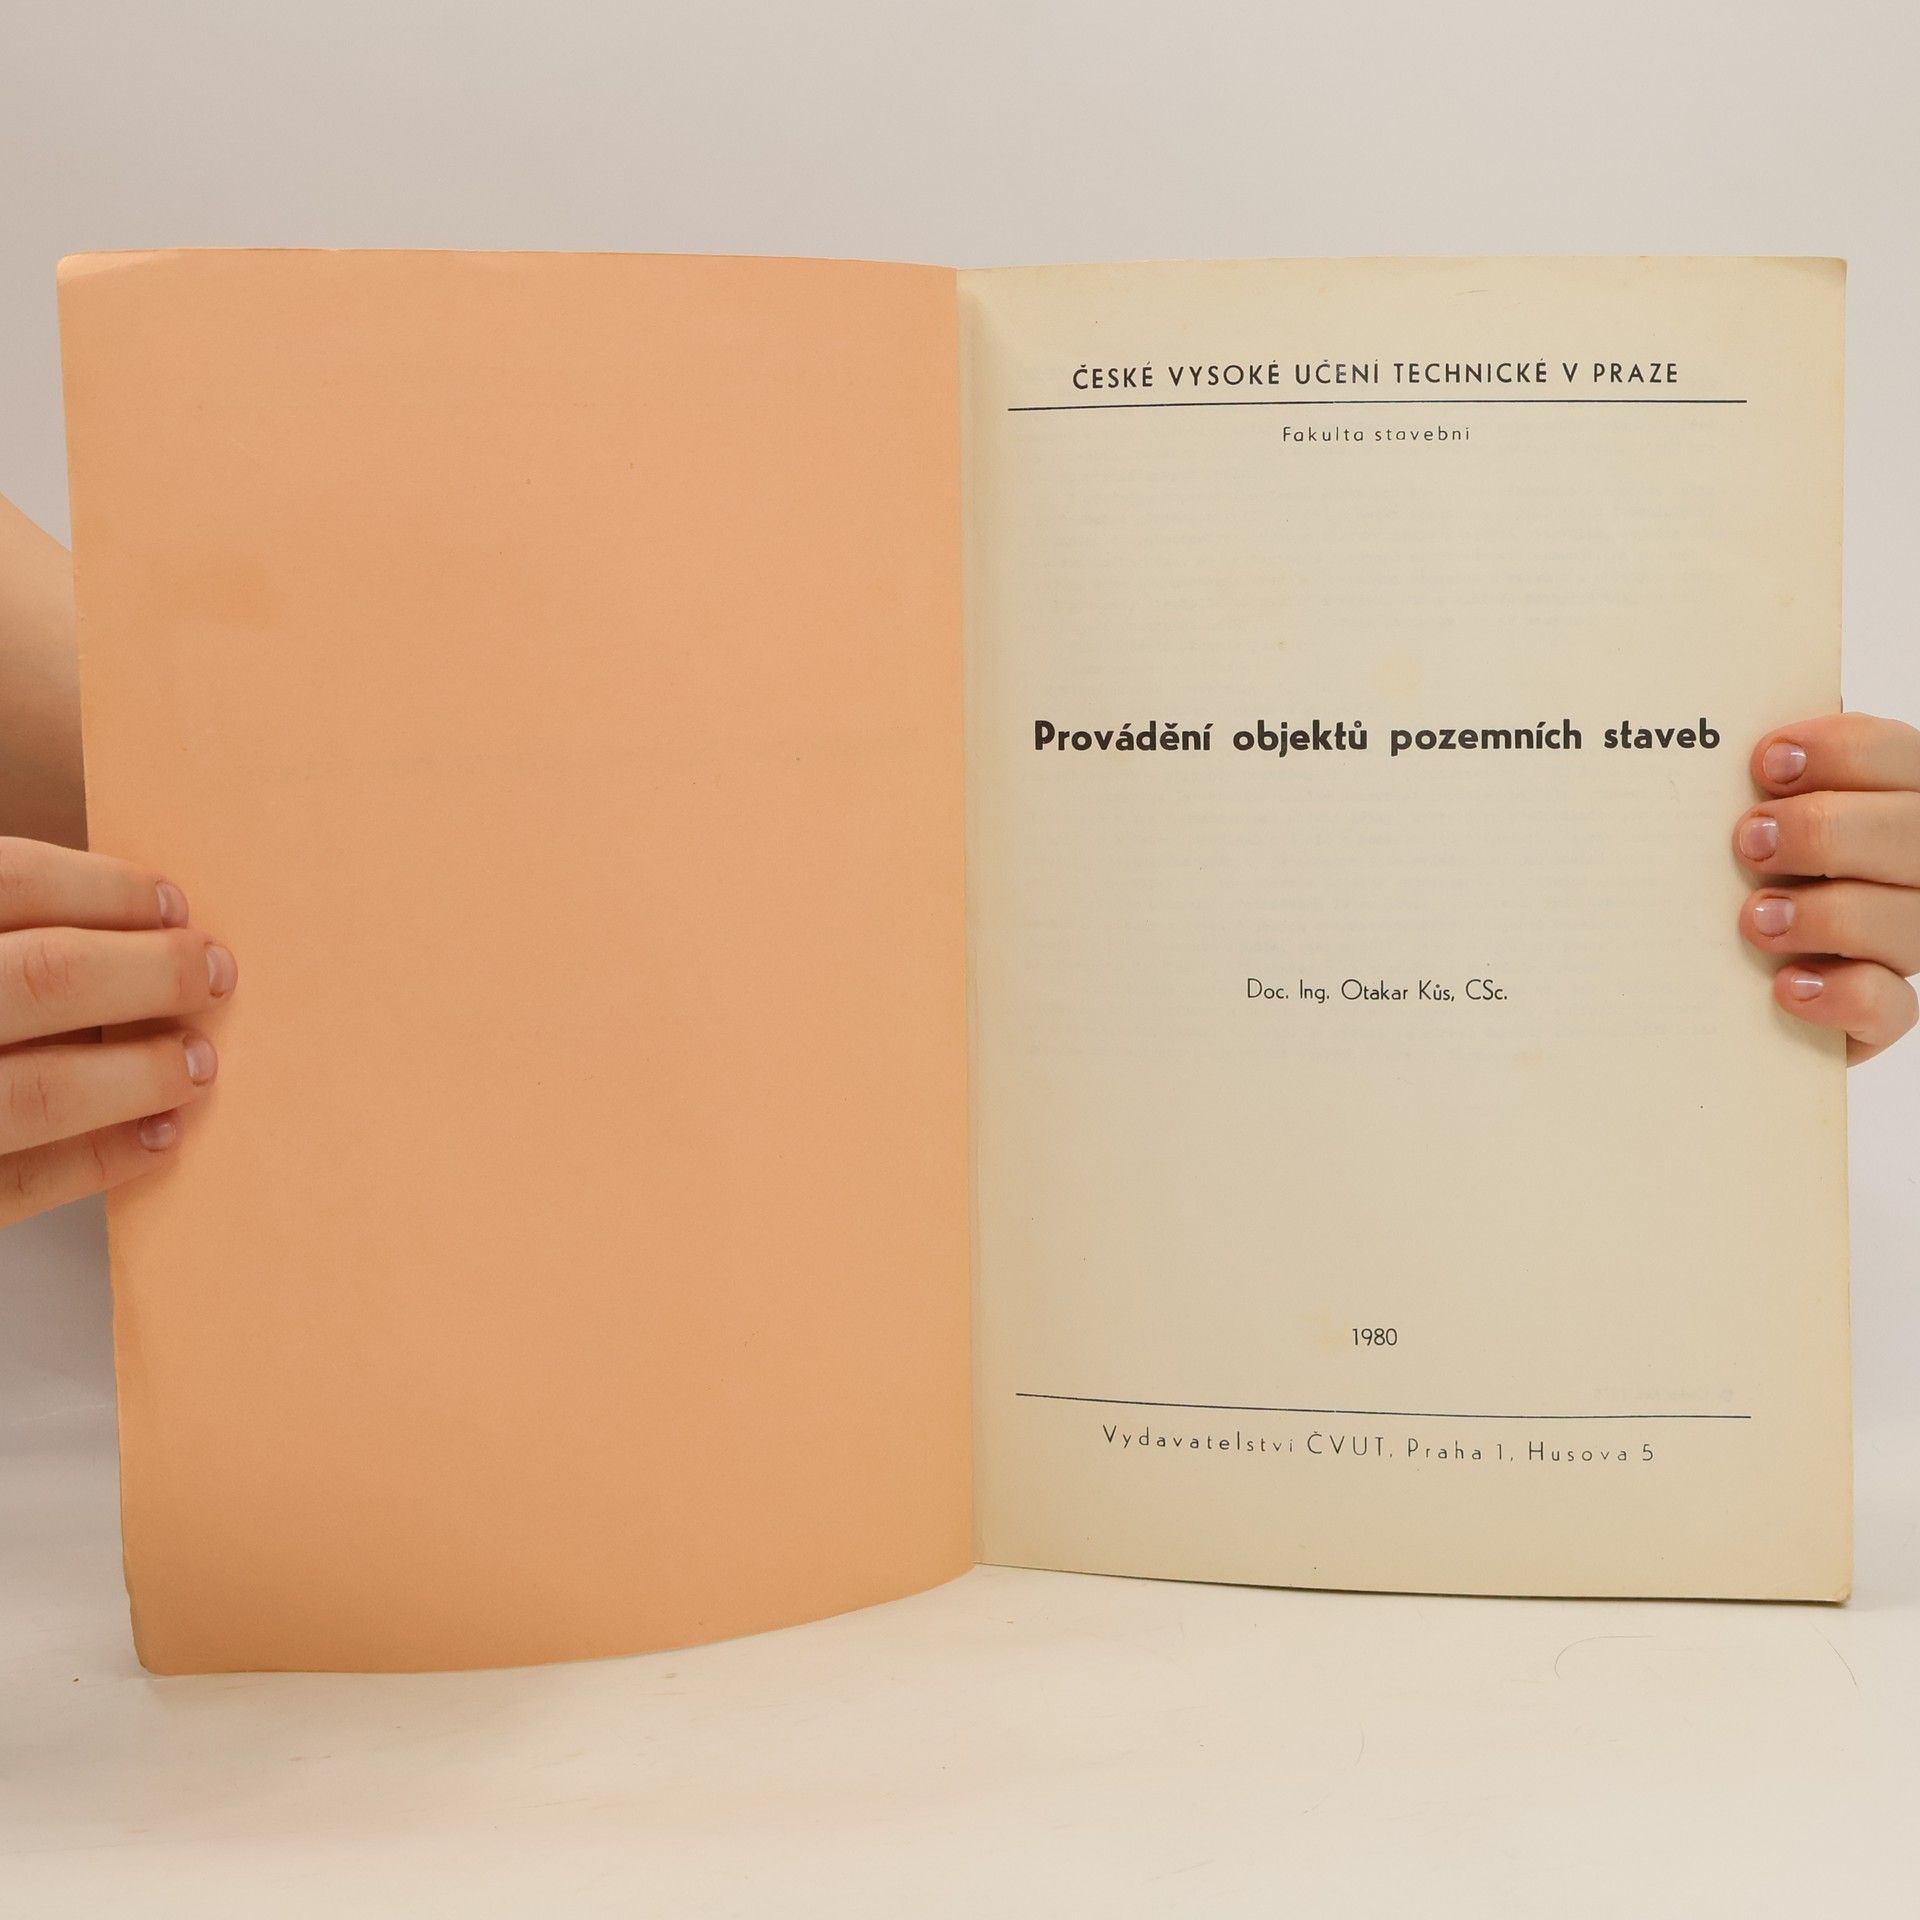 ČESKÉ VYSOKÉ UČENÍ TECHNICKÉ V PRAZE
Fakulta stavební
Provádění objektů pozemních staveb
Doc. Ing. Otakar Kůs, CSc.
1980
Vydavatelství ČVUT, Praha 1, Husova 5